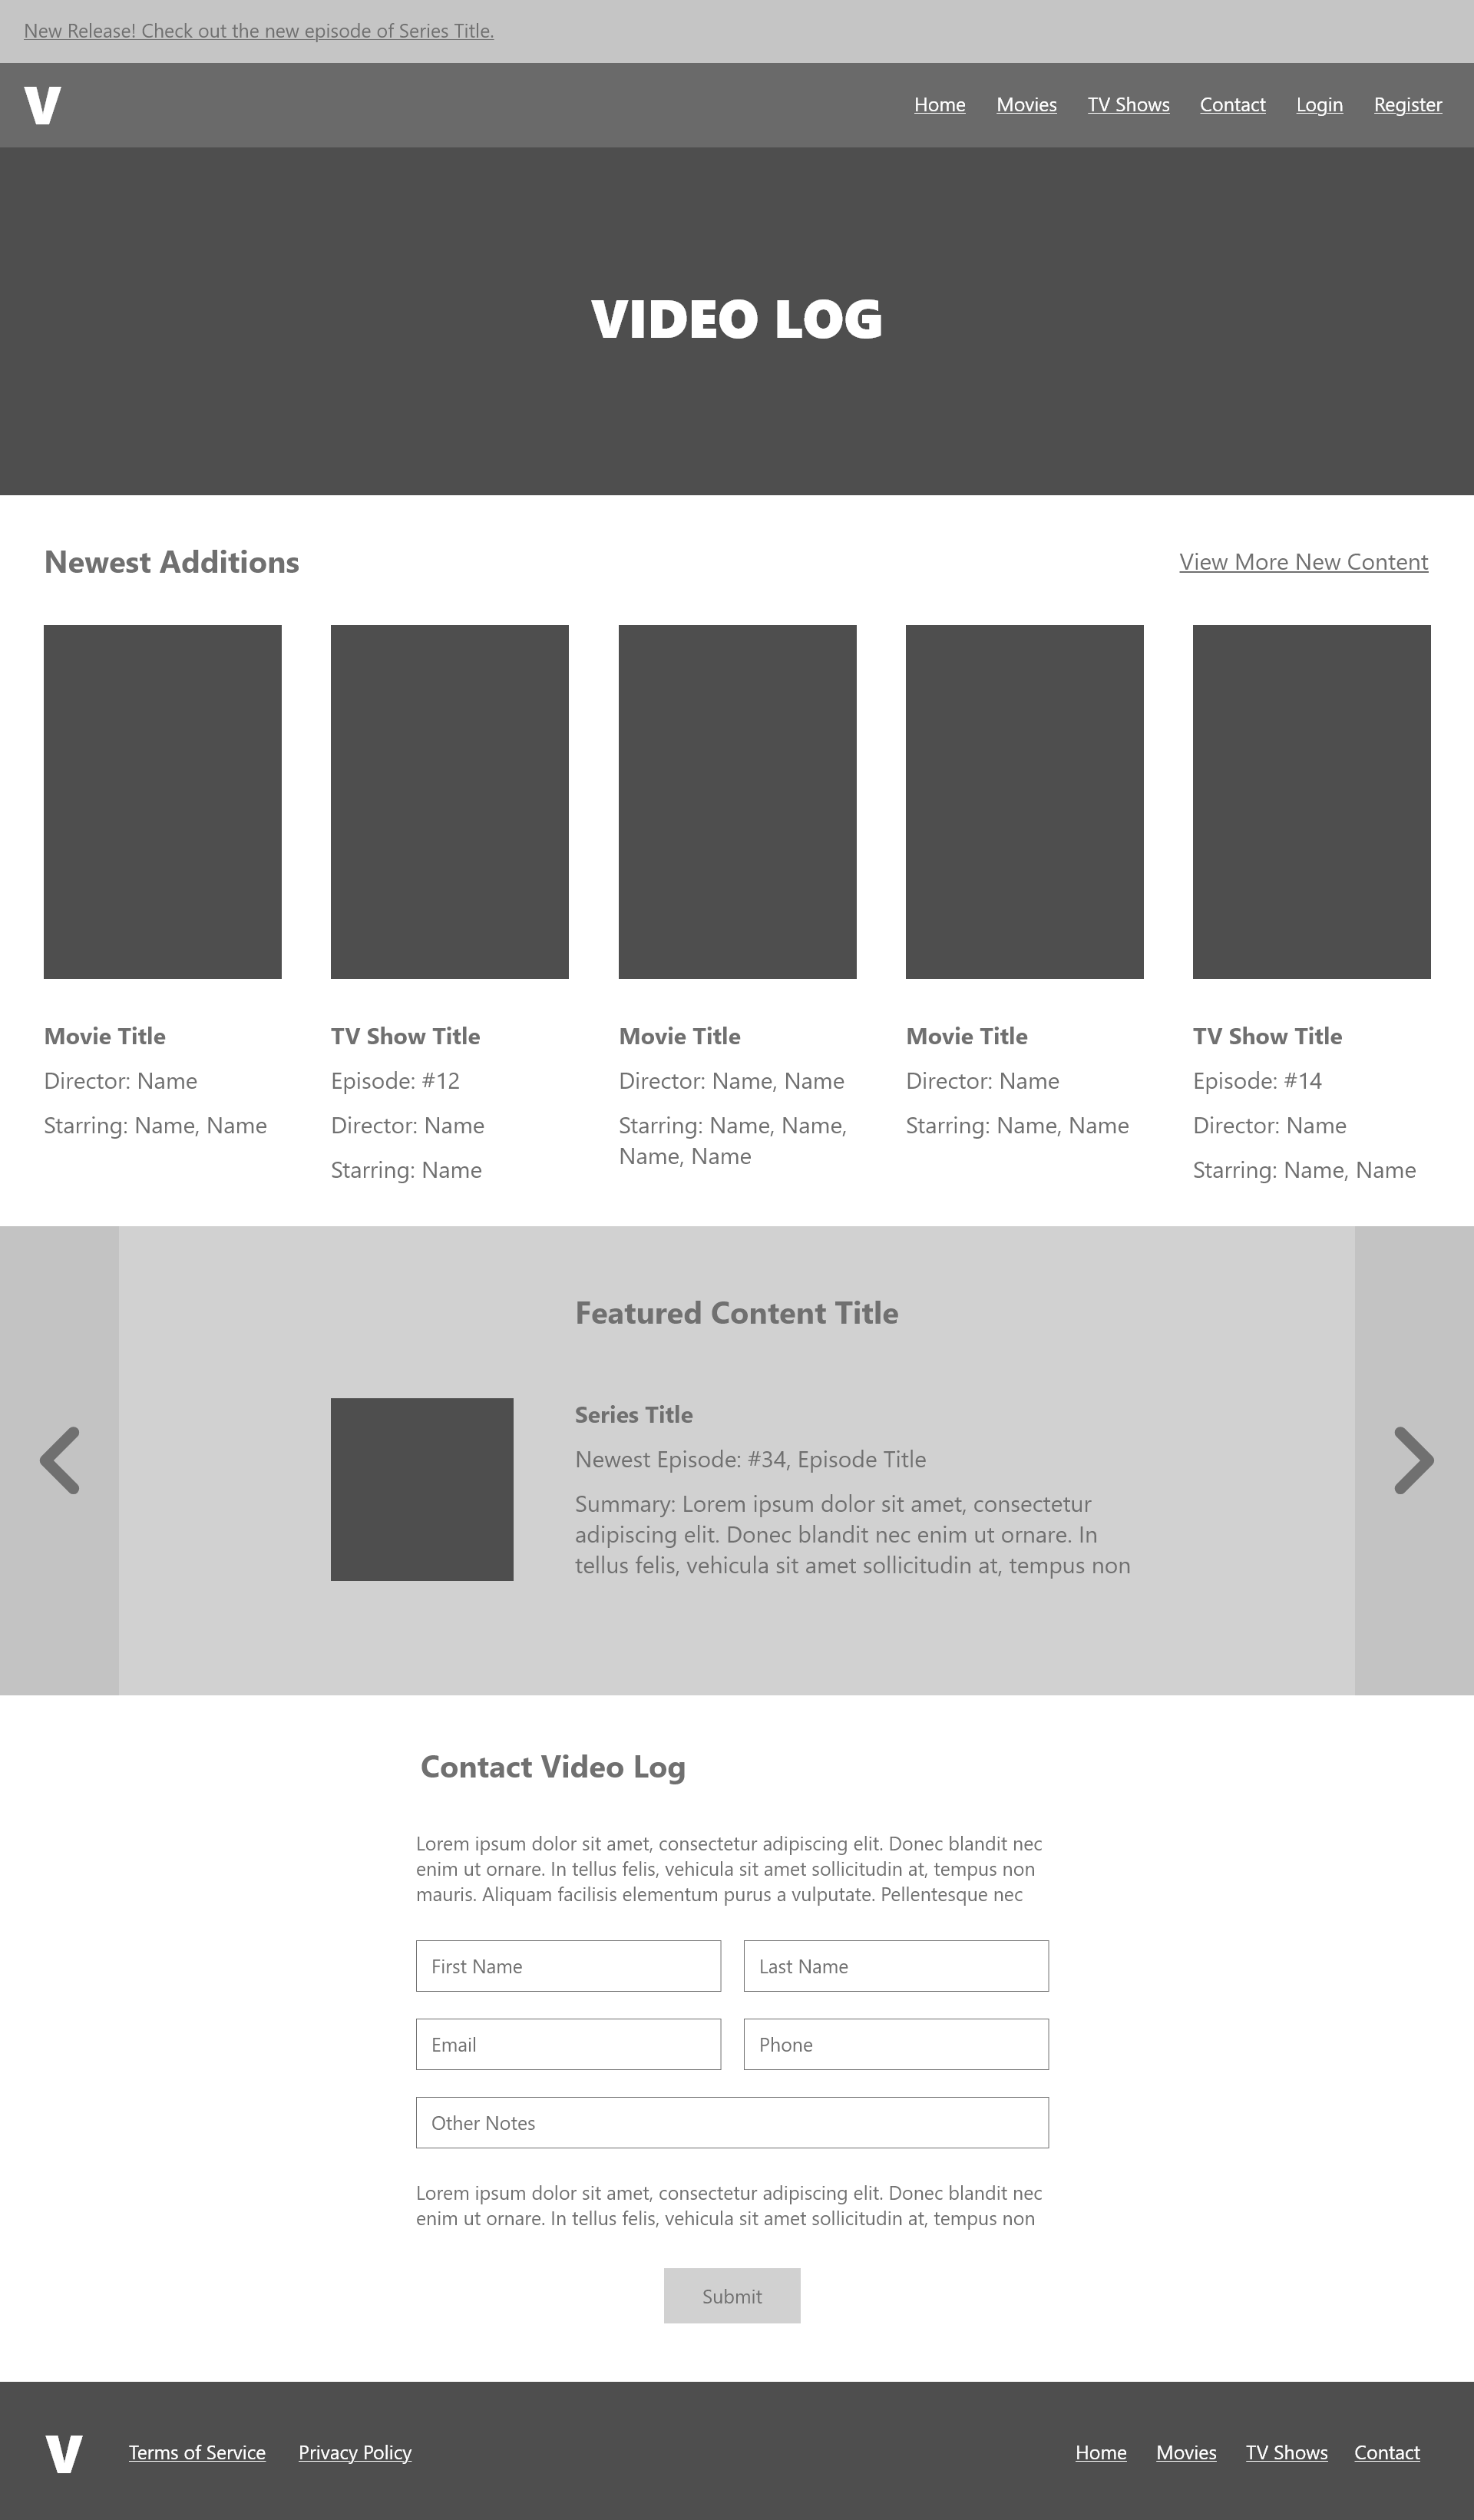 New Release! Check out the new episode of Series Title.
V
Home Movies TV Shows Contact Login Register
VIDEO LOG
Newest Additions
View More New Content
Movie Title
Director: Name
Starring: Name, Name
TV Show Title
Episode: #12
Director: Name
Starring: Name
Movie Title
Director: Name, Name
Starring: Name, Name,
Name, Name
Movie Title
Director: Name
Starring: Name, Name
TV Show Title
Episode: #14
Director: Name
Starring: Name, Name
Featured Content Title
Series Title
Newest Episode: #34, Episode Title
Summary: Lorem ipsum dolor sit amet, consectetur
adipiscing elit. Donec blandit nec enim ut ornare. In
tellus felis, vehicula sit amet sollicitudin at, tempus non
Contact Video Log
Lorem ipsum dolor sit amet, consectetur adipiscing elit. Donec blandit nec
enim ut ornare. In tellus felis, vehicula sit amet sollicitudin at, tempus non
mauris. Aliquam facilisis elementum purus a vulputate. Pellentesque nec
First Name
Last Name
Email
Phone
Other Notes
Lorem ipsum dolor sit amet, consectetur adipiscing elit. Donec blandit nec
enim ut ornare. In tellus felis, vehicula sit amet sollicitudin at, tempus non
Submit
V
Terms of Service Privacy Policy
Home Movies TV Shows Contact